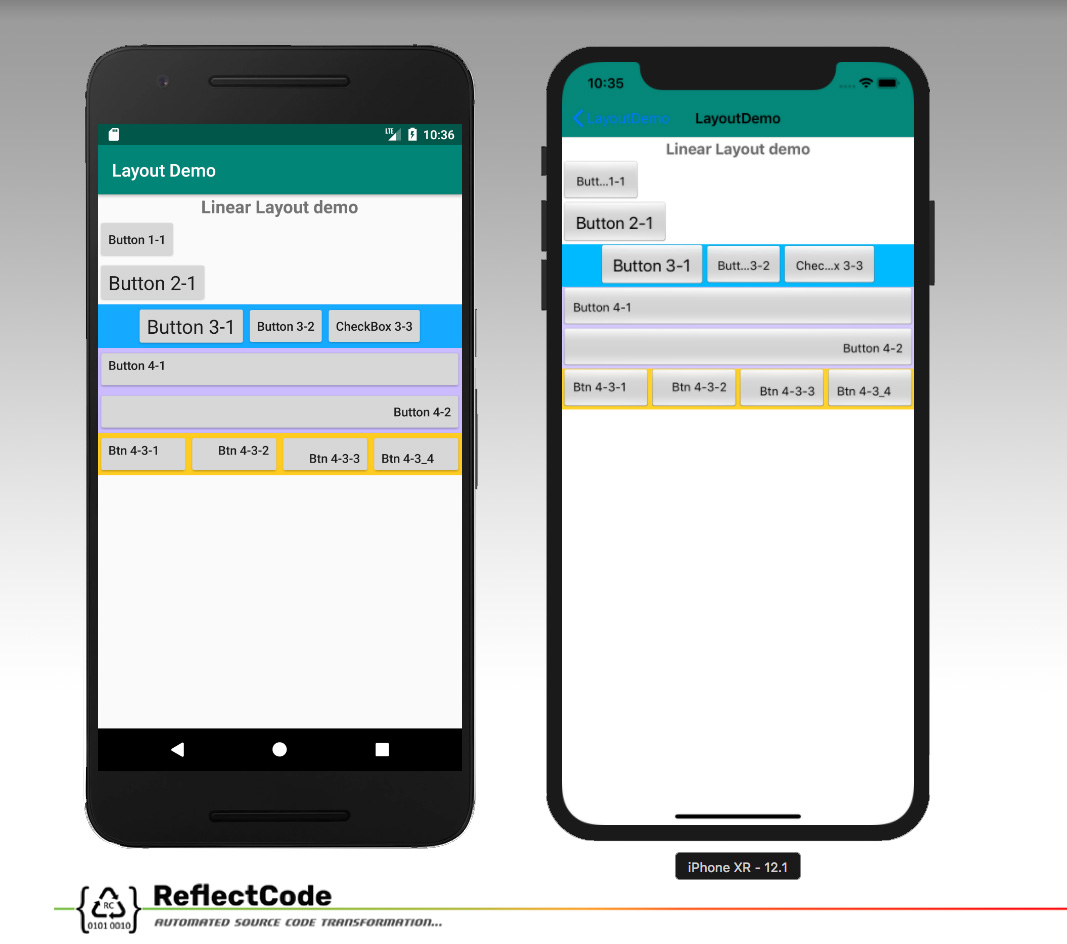 LTE 10:36
Layout Demo
Linear Layout demo
Button 1-1
Button 2-1
Button 3-1 Button 3-2 CheckBox 3-3
Button 4-1
Button 4-2
Btn 4-3-1 Btn 4-3-2 Btn 4-3-3 Btn 4-3_4
10:35
LayoutDemo LayoutDemo
Linear Layout demo
Butt...1-1
Button 2-1
Button 3-1 Butt...3-2 Chec...x 3-3
Button 4-1
Button 4-2
Btn 4-3-1 Btn 4-3-2 Btn 4-3-3 Btn 4-3_4
iPhone XR - 12.1
RC
0101 0010
ReflectCode
AUTOMATED SOURCE CODE TRANSFORMATION...